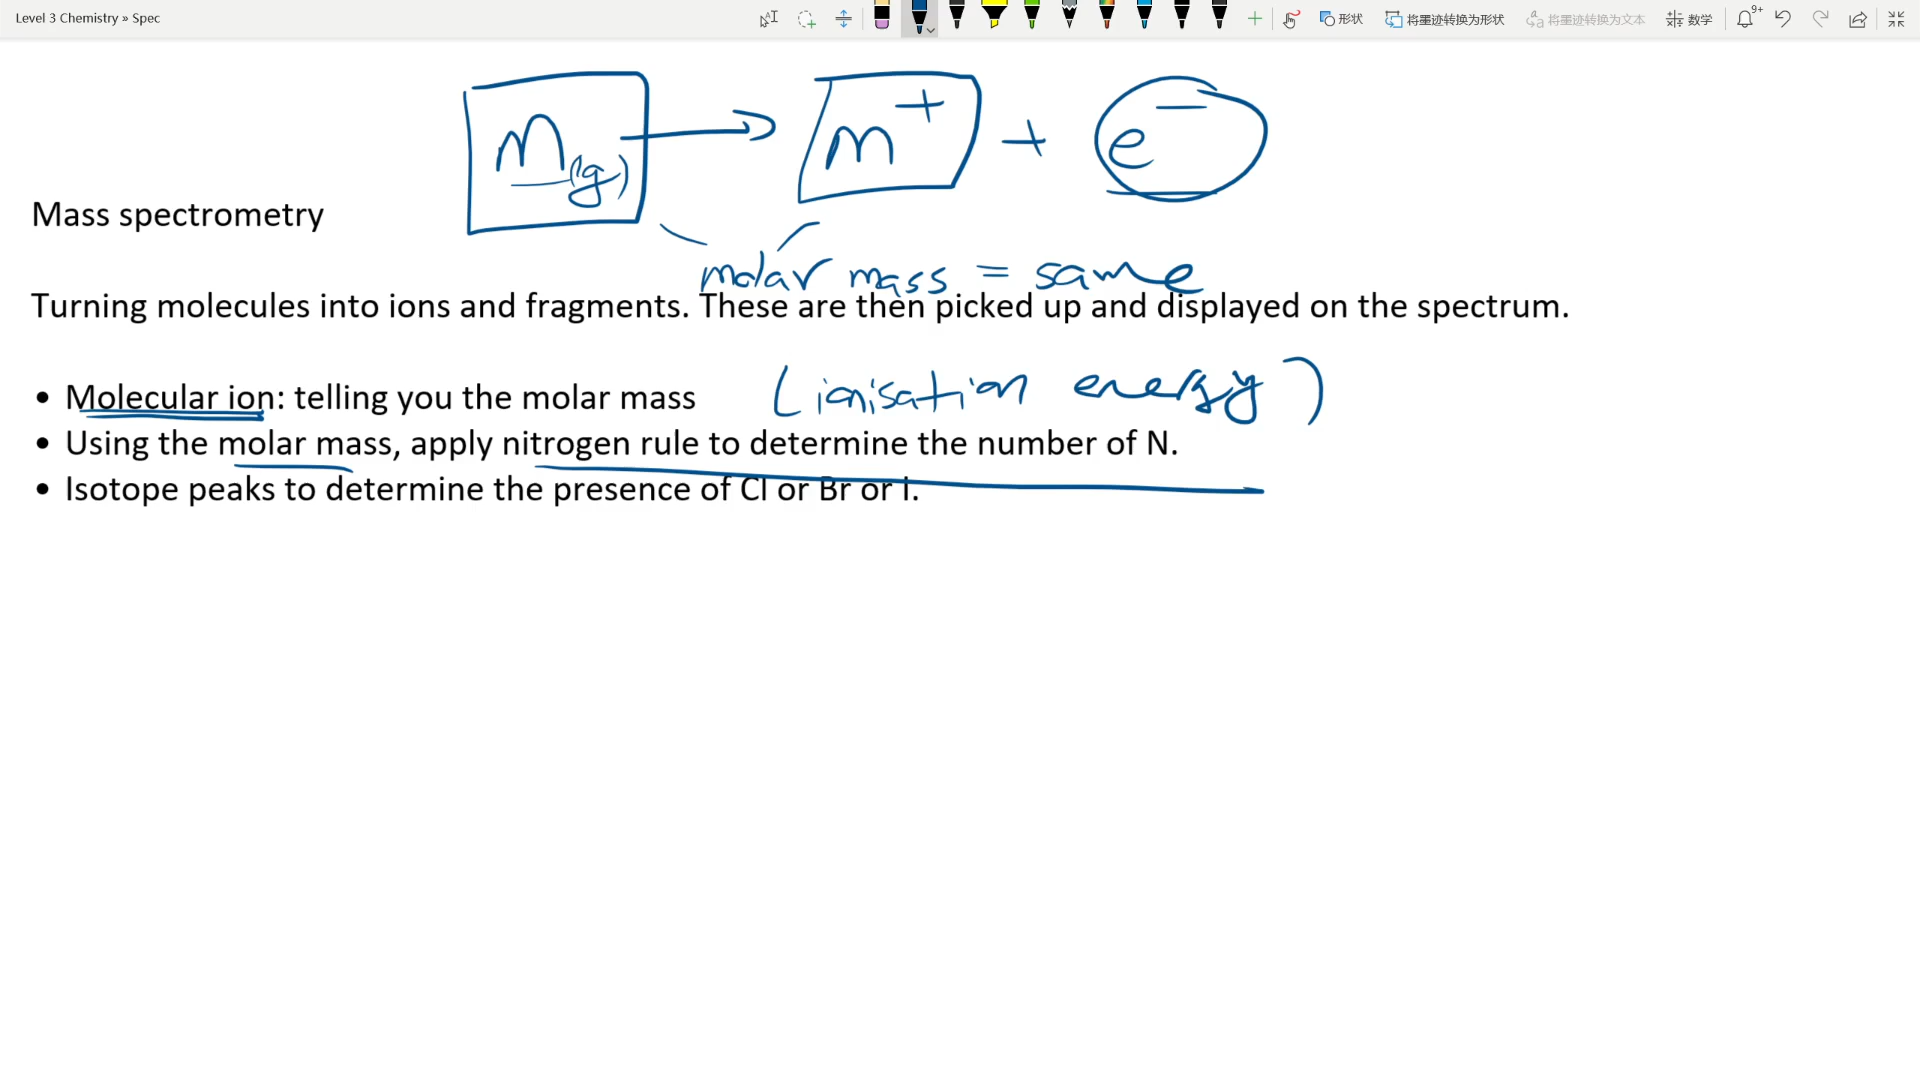 Level 3 Chemistry » Spec
形状
将墨迹转换为形状
将墨迹转换为文本
数学
9+
M(g) → M⁺ + e⁻
Mass spectrometry
molar mass = same
Turning molecules into ions and fragments. These are then picked up and displayed on the spectrum.
• Molecular ion: telling you the molar mass (ionisation energy)
• Using the molar mass, apply nitrogen rule to determine the number of N.
• Isotope peaks to determine the presence of Cl or Br or I.